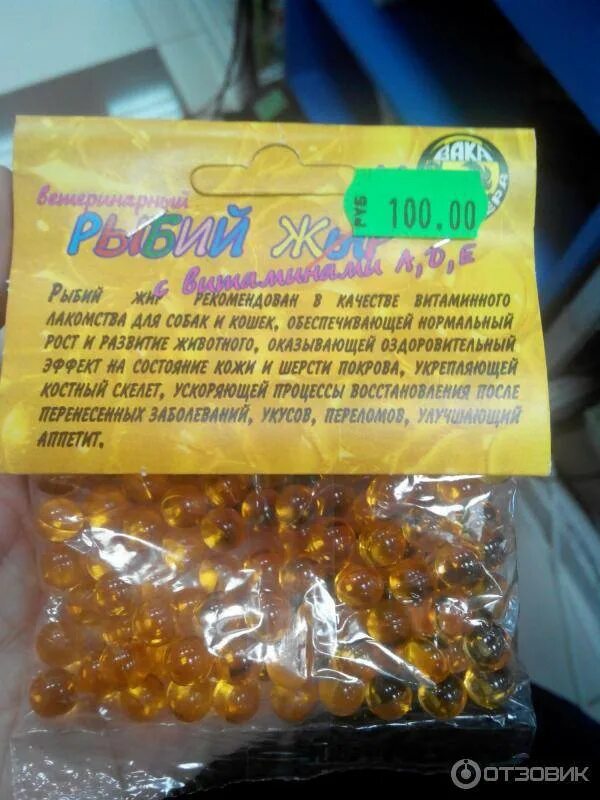 ВАКА
ветеринарный
РУБ 100.00
РЫБИЙ ЖИР
с витаминами А, D, Е
РЫБИЙ ЖИР РЕКОМЕНДОВАН В КАЧЕСТВЕ ВИТАМИННОГО
ЛАКОМСТВА ДЛЯ СОБАК И КОШЕК, ОБЕСПЕЧИВАЮЩЕЙ НОРМАЛЬНЫЙ
РОСТ И РАЗВИТИЕ ЖИВОТНОГО, ОКАЗЫВАЮЩЕЙ ОЗДОРОВИТЕЛЬНЫЙ
ЭФФЕКТ НА СОСТОЯНИЕ КОЖИ И ШЕРСТИ ПОКРОВА, УКРЕПЛЯЮЩЕЙ
КОСТНЫЙ СКЕЛЕТ, УСКОРЯЮЩЕЙ ПРОЦЕССЫ ВОССТАНОВЛЕНИЯ ПОСЛЕ
ПЕРЕНЕСЕННЫХ ЗАБОЛЕВАНИЙ, УКУСОВ, ПЕРЕЛОМОВ, УЛУЧШАЮЩИЙ
АППЕТИТ.
ОТЗОВИК